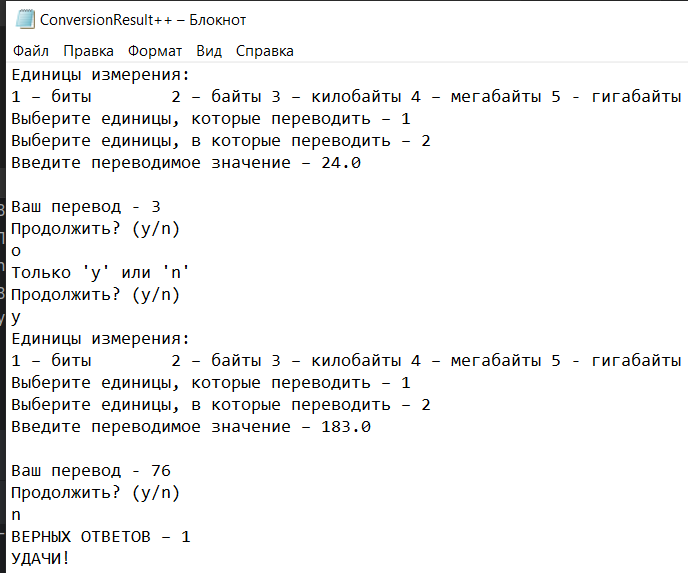 ConversionResult++ – Блокнот
Файл Правка Формат Вид Справка
Единицы измерения:
1 – биты 2 – байты 3 – килобайты 4 – мегабайты 5 - гигабайты
Выберите единицы, которые переводить – 1
Выберите единицы, в которые переводить – 2
Введите переводимое значение – 24.0
Ваш перевод - 3
Продолжить? (y/n)
о
Только 'y' или 'n'
Продолжить? (y/n)
y
Единицы измерения:
1 – биты 2 – байты 3 – килобайты 4 – мегабайты 5 - гигабайты
Выберите единицы, которые переводить – 1
Выберите единицы, в которые переводить – 2
Введите переводимое значение – 183.0
Ваш перевод - 76
Продолжить? (y/n)
n
ВЕРНЫХ ОТВЕТОВ – 1
УДАЧИ!